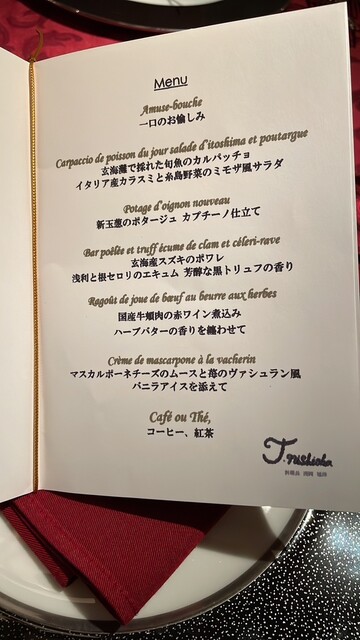 Menu
Amuse-bouche
一口のお愉しみ
Carpaccio de poisson du jour salade d'itoshima et poutargue
玄海灘で採れた旬魚のカルパッチョ
イタリア産カラスミと糸島野菜のミモザ風サラダ
Potage d'oignon nouveau
新玉葱のポタージュ カプチーノ仕立て
Bar poêlée et truff écume de clam et céleri-rave
玄海産スズキのポワレ
浅利と根セロリのエキュム 芳醇な黒トリュフの香り
Ragoût de joue de bœuf au beurre aux herbes
国産牛頬肉の赤ワイン煮込み
ハーブバターの香りを纏わせて
Crème de mascarpone à la vacherin
マスカルポーネチーズのムースと苺のヴァシュラン風
バニラアイスを添えて
Café ou Thé,
コーヒー、紅茶
T. nishioka
料理長